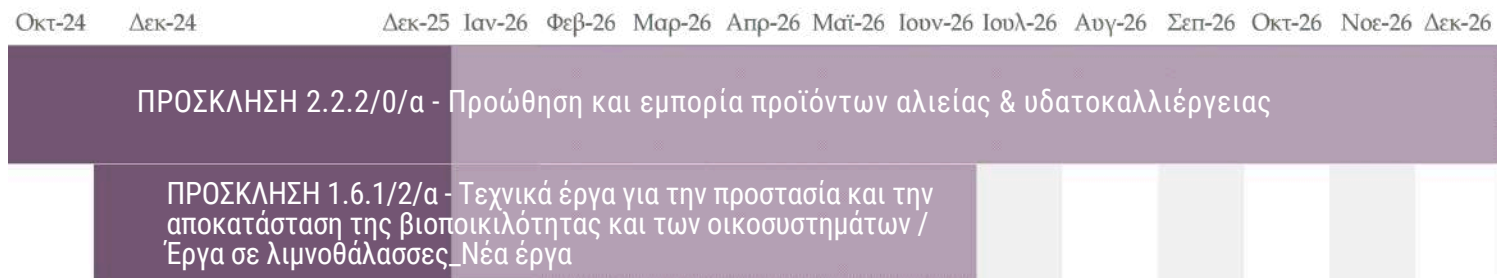 Οκτ-24 Δεκ-24 Δεκ-25 Ιαν-26 Φεβ-26 Μαρ-26 Απρ-26 Μαϊ-26 Ιουν-26 Ιουλ-26 Αυγ-26 Σεπ-26 Οκτ-26 Νοε-26 Δεκ-26
ΠΡΟΣΚΛΗΣΗ 2.2.2/0/α - Προώθηση και εμπορία προϊόντων αλιείας & υδατοκαλλιέργειας
ΠΡΟΣΚΛΗΣΗ 1.6.1/2/α - Τεχνικά έργα για την προστασία και την
αποκατάσταση της βιοποικιλότητας και των οικοσυστημάτων /
Έργα σε λιμνοθάλασσες_Νέα έργα